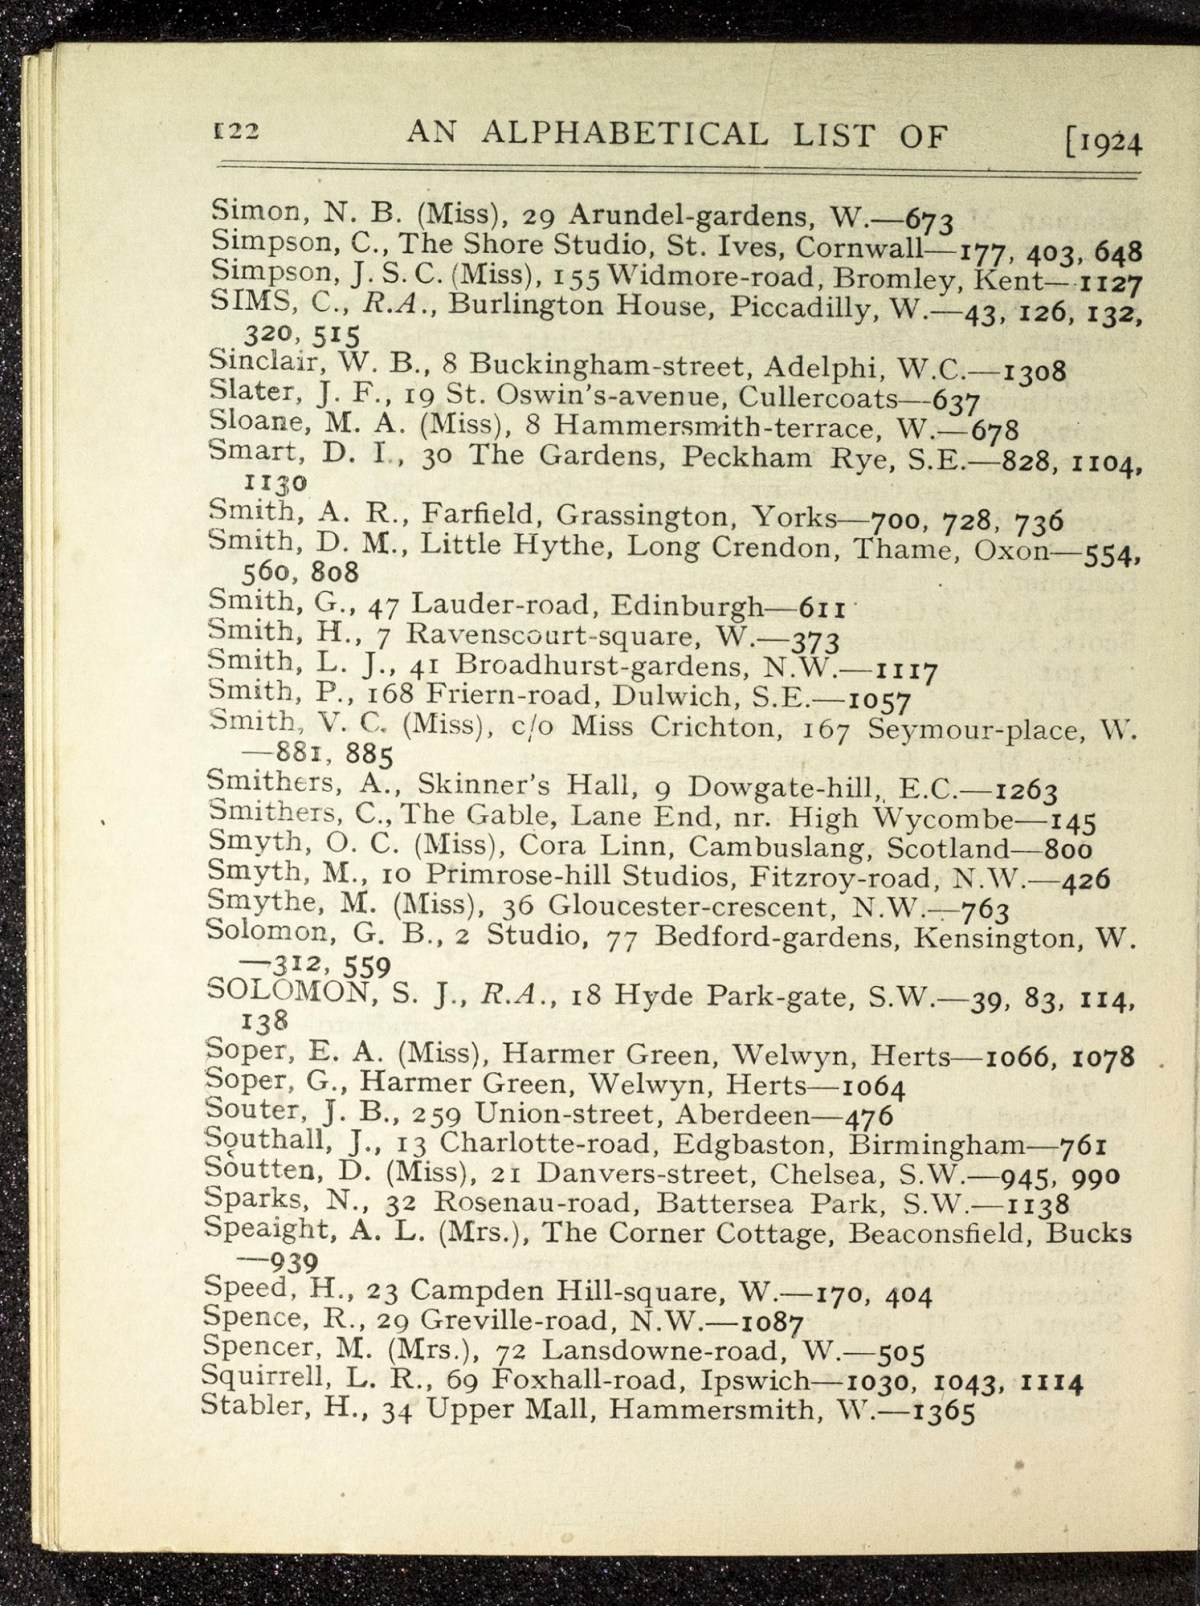 122 AN ALPHABETICAL LIST OF [1924
Simon, N. B. (Miss), 29 Arundel-gardens, W.—673
Simpson, C., The Shore Studio, St. Ives, Cornwall—177, 403, 648
Simpson, J. S. C. (Miss), 155 Widmore-road, Bromley, Kent—1127
SIMS, C., R.A., Burlington House, Piccadilly, W.—43, 126, 132,
320, 515
Sinclair, W. B., 8 Buckingham-street, Adelphi, W.C.—1308
Slater, J. F., 19 St. Oswin's-avenue, Cullercoats—637
Sloane, M. A. (Miss), 8 Hammersmith-terrace, W.—678
Smart, D. I., 30 The Gardens, Peckham Rye, S.E.—828, 1104,
1130
Smith, A. R., Farfield, Grassington, Yorks—700, 728, 736
Smith, D. M., Little Hythe, Long Crendon, Thame, Oxon—554,
560, 808
Smith, G., 47 Lauder-road, Edinburgh—611
Smith, H., 7 Ravenscourt-square, W.—373
Smith, L. J., 41 Broadhurst-gardens, N.W.—1117
Smith, P., 168 Friern-road, Dulwich, S.E.—1057
Smith, V. C. (Miss), c/o Miss Crichton, 167 Seymour-place, W.
—881, 885
Smithers, A., Skinner's Hall, 9 Dowgate-hill, E.C.—1263
Smithers, C., The Gable, Lane End, nr. High Wycombe—145
Smyth, O. C. (Miss), Cora Linn, Cambuslang, Scotland—800
Smyth, M., 10 Primrose-hill Studios, Fitzroy-road, N.W.—426
Smythe, M. (Miss), 36 Gloucester-crescent, N.W.—763
Solomon, G. B., 2 Studio, 77 Bedford-gardens, Kensington, W.
—312, 559
SOLOMON, S. J., R.A., 18 Hyde Park-gate, S.W.—39, 83, 114,
138
Soper, E. A. (Miss), Harmer Green, Welwyn, Herts—1066, 1078
Soper, G., Harmer Green, Welwyn, Herts—1064
Souter, J. B., 259 Union-street, Aberdeen—476
Southall, J., 13 Charlotte-road, Edgbaston, Birmingham—761
Soutten, D. (Miss), 21 Danvers-street, Chelsea, S.W.—945, 990
Sparks, N., 32 Rosenau-road, Battersea Park, S.W.—1138
Speaight, A. L. (Mrs.), The Corner Cottage, Beaconsfield, Bucks
—939
Speed, H., 23 Campden Hill-square, W.—170, 404
Spence, R., 29 Greville-road, N.W.—1087
Spencer, M. (Mrs.), 72 Lansdowne-road, W.—505
Squirrell, L. R., 69 Foxhall-road, Ipswich—1030, 1043, 1114
Stabler, H., 34 Upper Mall, Hammersmith, W.—1365